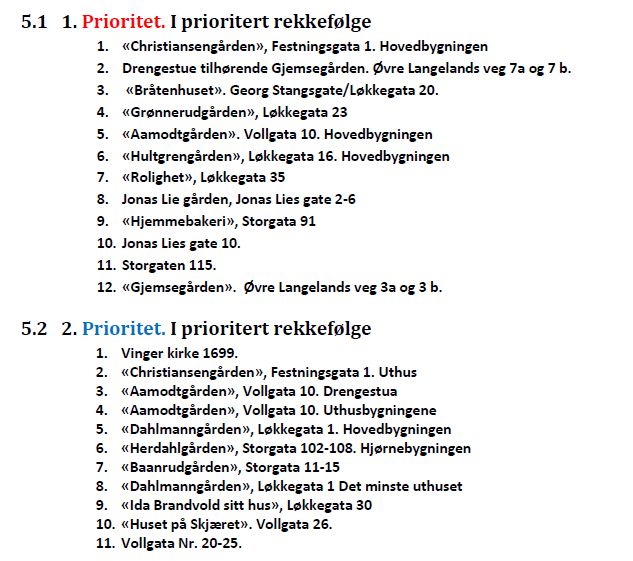 5.1 1. Prioritet. I prioritert rekkefølge
1. «Christiansengården», Festningsgata 1. Hovedbygningen
2. Drengestue tilhørende Gjemsegården. Øvre Langelands veg 7a og 7 b.
3. «Bråtenhuset». Georg Stangsgate/Løkkegata 20.
4. «Grønnerudgården», Løkkegata 23
5. «Aamodtgården». Vollgata 10. Hovedbygningen
6. «Hultgrengården», Løkkegata 16. Hovedbygningen
7. «Rolighet», Løkkegata 35
8. Jonas Lie gården, Jonas Lies gate 2-6
9. «Hjemmebakeri», Storgata 91
10. Jonas Lies gate 10.
11. Storgaten 115.
12. «Gjemsegården». Øvre Langelands veg 3a og 3 b.
5.2 2. Prioritet. I prioritert rekkefølge
1. Vinger kirke 1699.
2. «Christiansengården», Festningsgata 1. Uthus
3. «Aamodtgården», Vollgata 10. Drengestua
4. «Aamodtgården», Vollgata 10. Uthusbygningene
5. «Dahlmanngården», Løkkegata 1. Hovedbygningen
6. «Herdahlgården», Storgata 102-108. Hjørnebygningen
7. «Baanrudgården», Storgata 11-15
8. «Dahlmanngården», Løkkegata 1 Det minste uthuset
9. «Ida Brandvold sitt hus», Løkkegata 30
10. «Huset på Skjæret». Vollgata 26.
11. Vollgata Nr. 20-25.